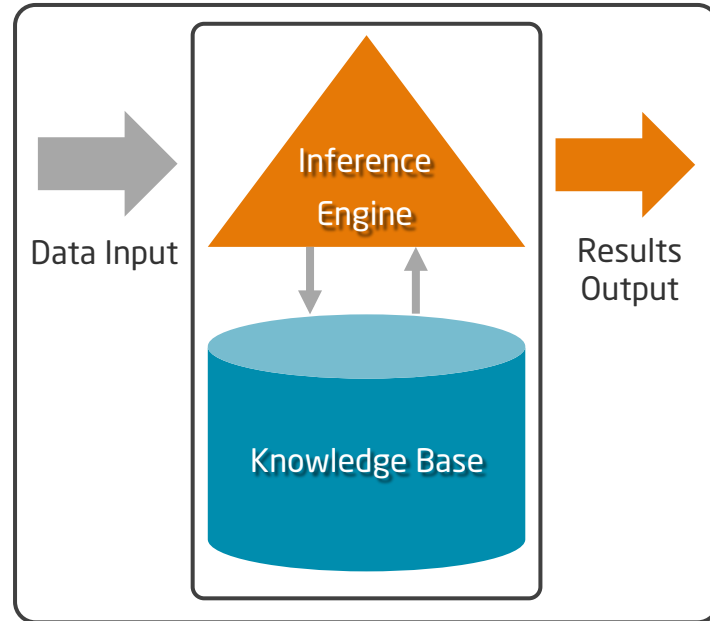 Inference
Engine
Data Input
Results
Output
Knowledge Base